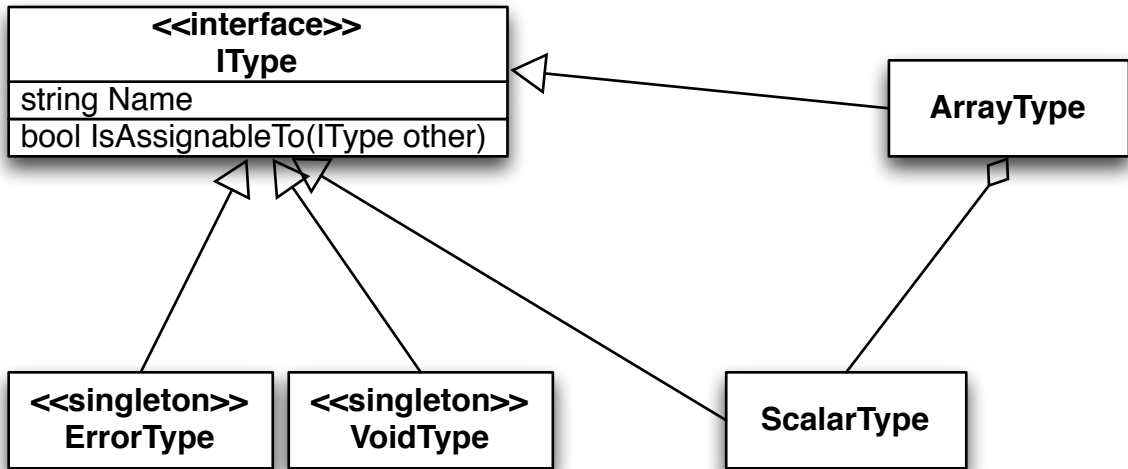 <<interface>>
IType
string Name
bool IsAssignableTo(IType other)
ArrayType
<<singleton>>
ErrorType
<<singleton>>
VoidType
ScalarType